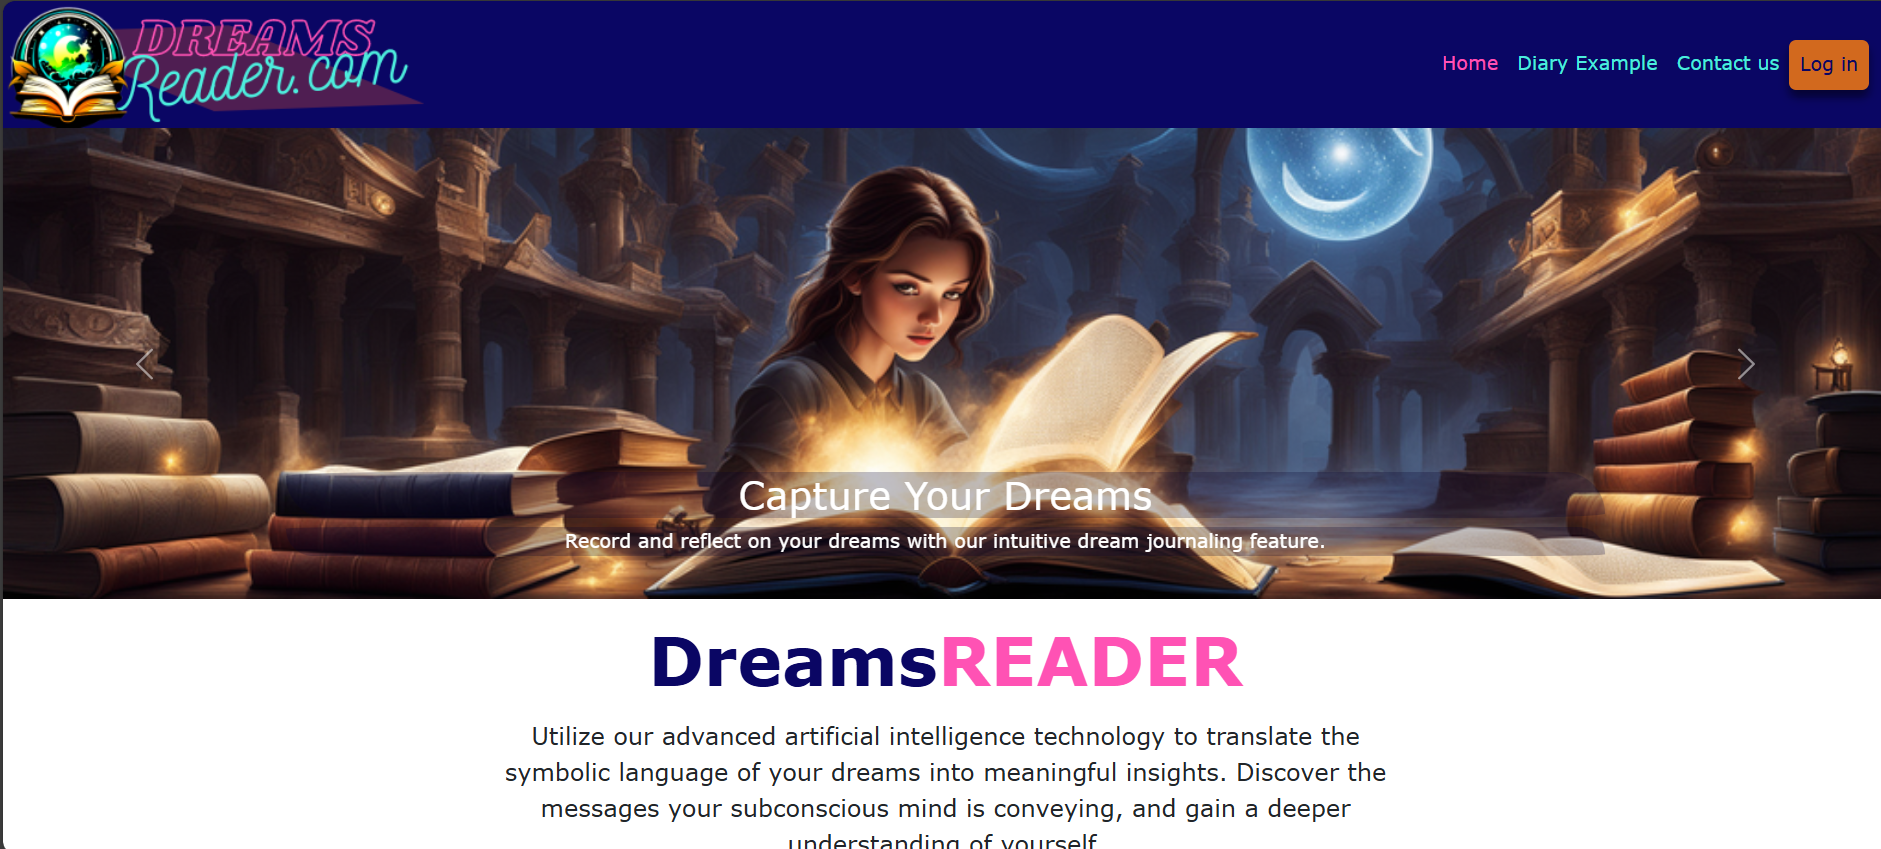 DREAMS
Reader.com
Home Diary Example Contact us Log in
Capture Your Dreams
Record and reflect on your dreams with our intuitive dream journaling feature.
DreamsREADER
Utilize our advanced artificial intelligence technology to translate the
symbolic language of your dreams into meaningful insights. Discover the
messages your subconscious mind is conveying, and gain a deeper
understanding of yourself